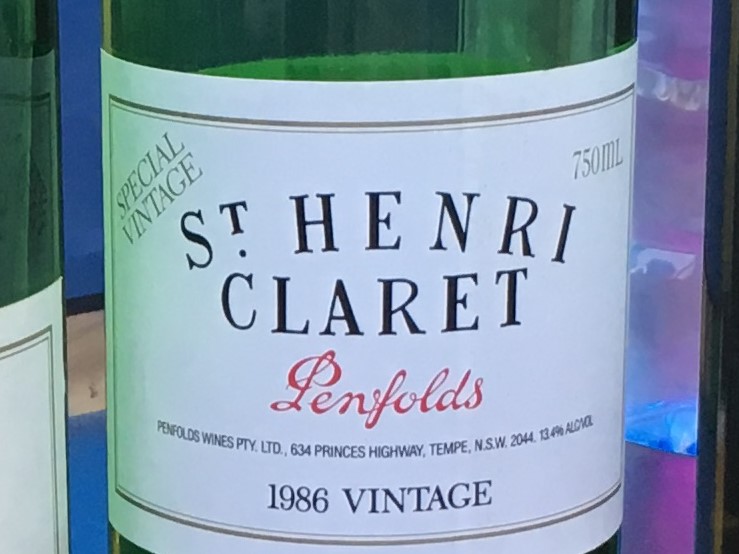 SPECIAL
VINTAGE
750mL
ST. HENRI
CLARET
Penfolds
PENFOLDS WINES PTY. LTD., 634 PRINCES HIGHWAY, TEMPE, N.S.W. 2044. 13.4% ALC/VOL
1986 VINTAGE